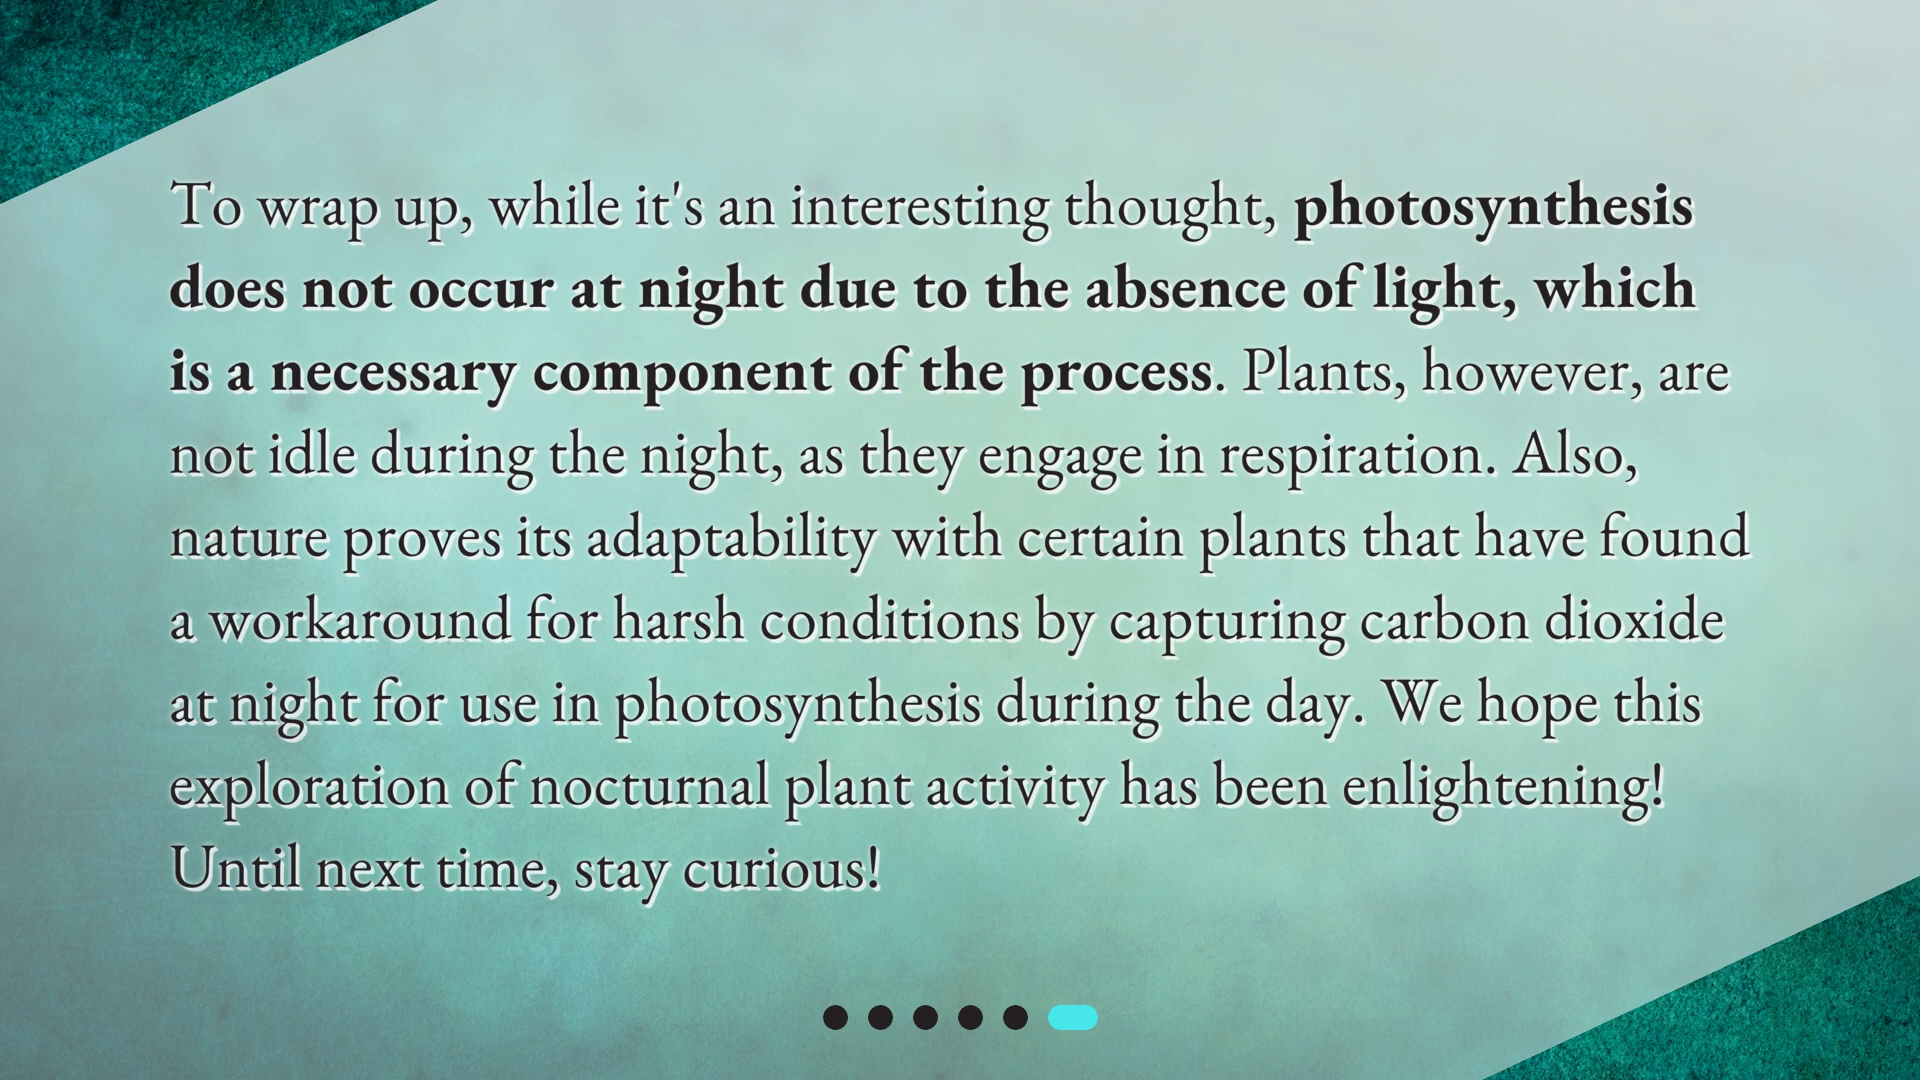 To wrap up, while it's an interesting thought, photosynthesis
does not occur at night due to the absence of light, which
is a necessary component of the process. Plants, however, are
not idle during the night, as they engage in respiration. Also,
nature proves its adaptability with certain plants that have found
a workaround for harsh conditions by capturing carbon dioxide
at night for use in photosynthesis during the day. We hope this
exploration of nocturnal plant activity has been enlightening!
Until next time, stay curious!